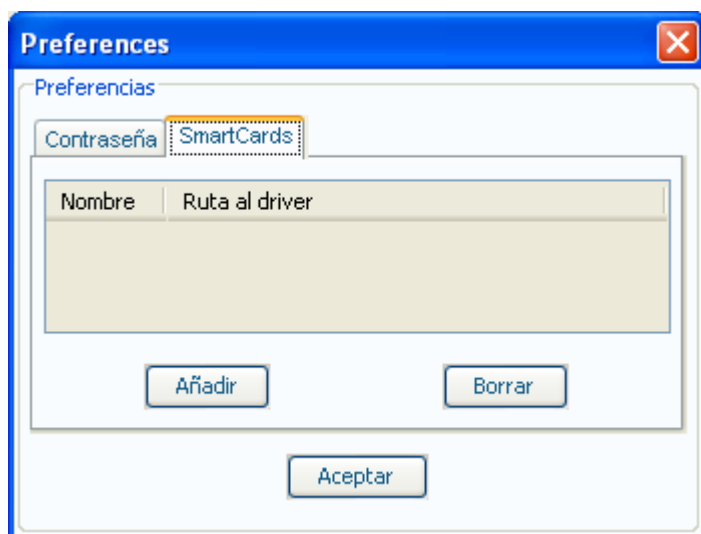 Preferences
Preferencias
Contraseña SmartCards
Nombre Ruta al driver
Añadir Borrar
Aceptar